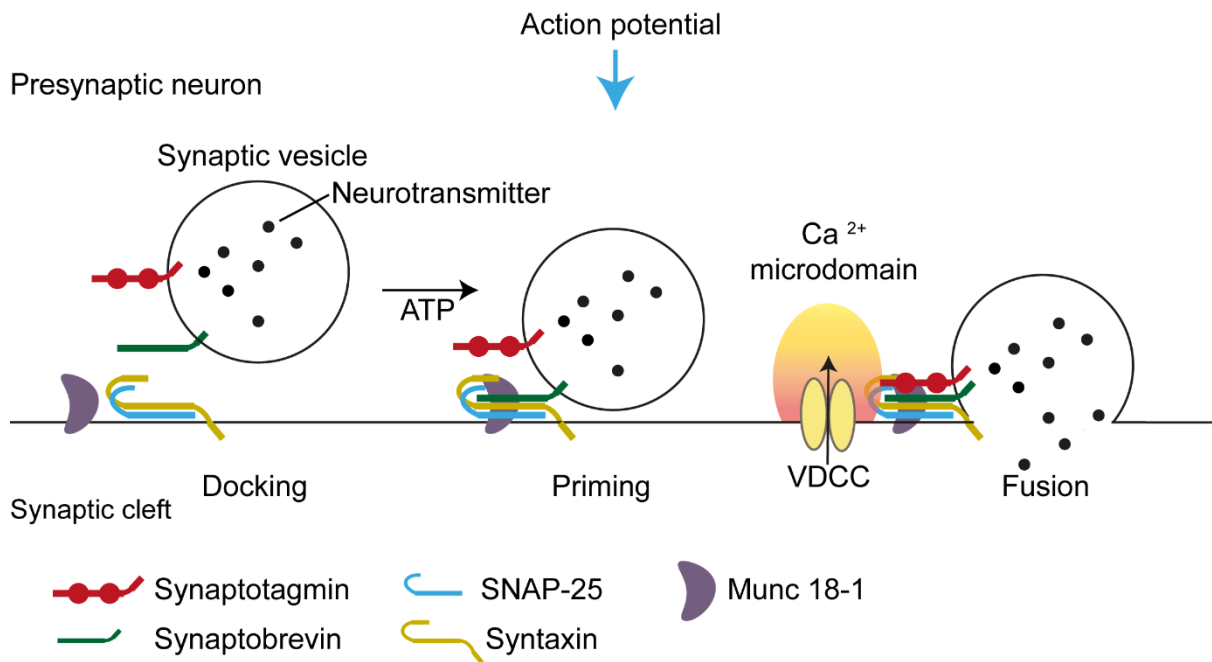 Action potential
Presynaptic neuron
Synaptic vesicle
Neurotransmitter
ATP
Ca 2+
microdomain
VDCC
Docking
Priming
Fusion
Synaptic cleft
Synaptotagmin
SNAP-25
Munc 18-1
Synaptobrevin
Syntaxin